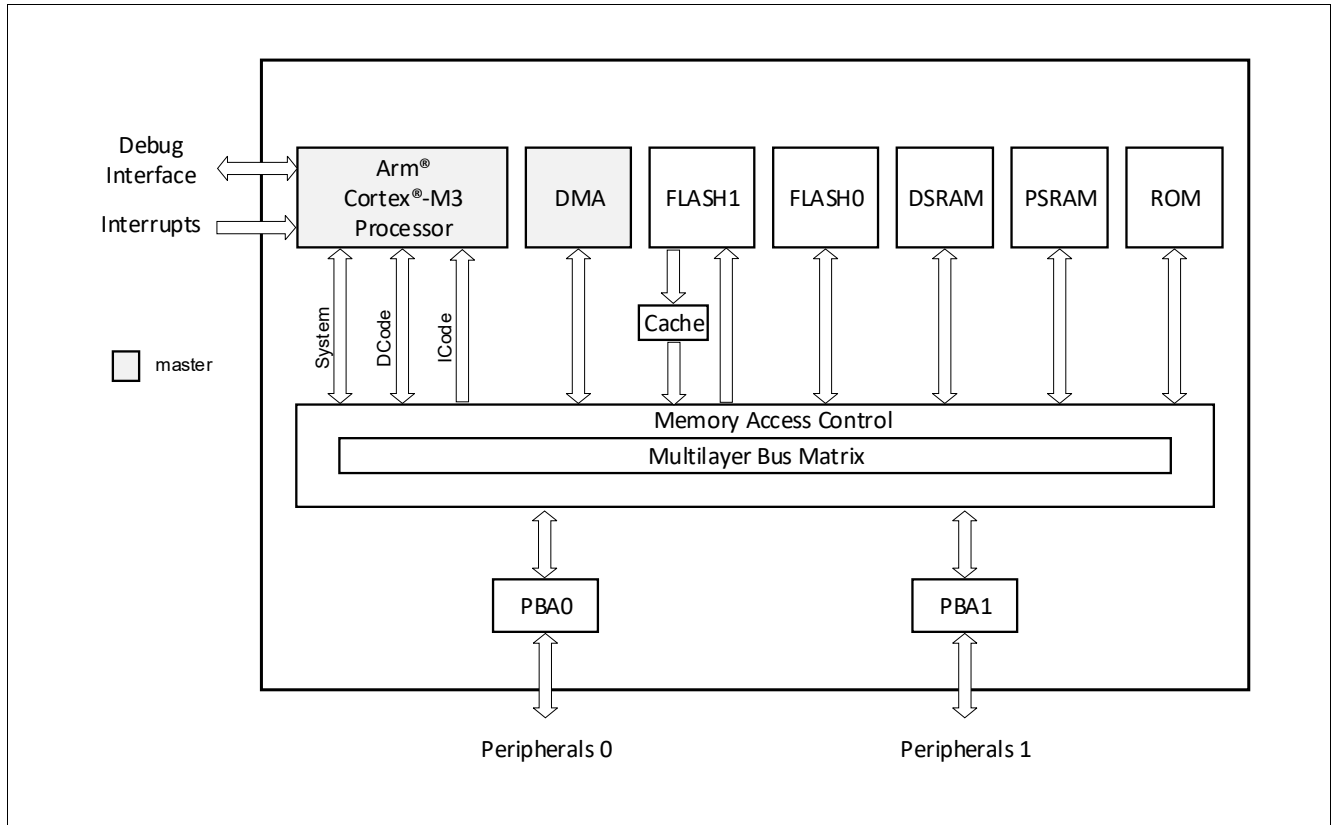 Debug
Interface
Interrupts
Arm®
Cortex®-M3
Processor
DMA
FLASH1
FLASH0
DSRAM
PSRAM
ROM
Cache
System
DCode
ICode
master
Memory Access Control
Multilayer Bus Matrix
PBA0
PBA1
Peripherals 0
Peripherals 1